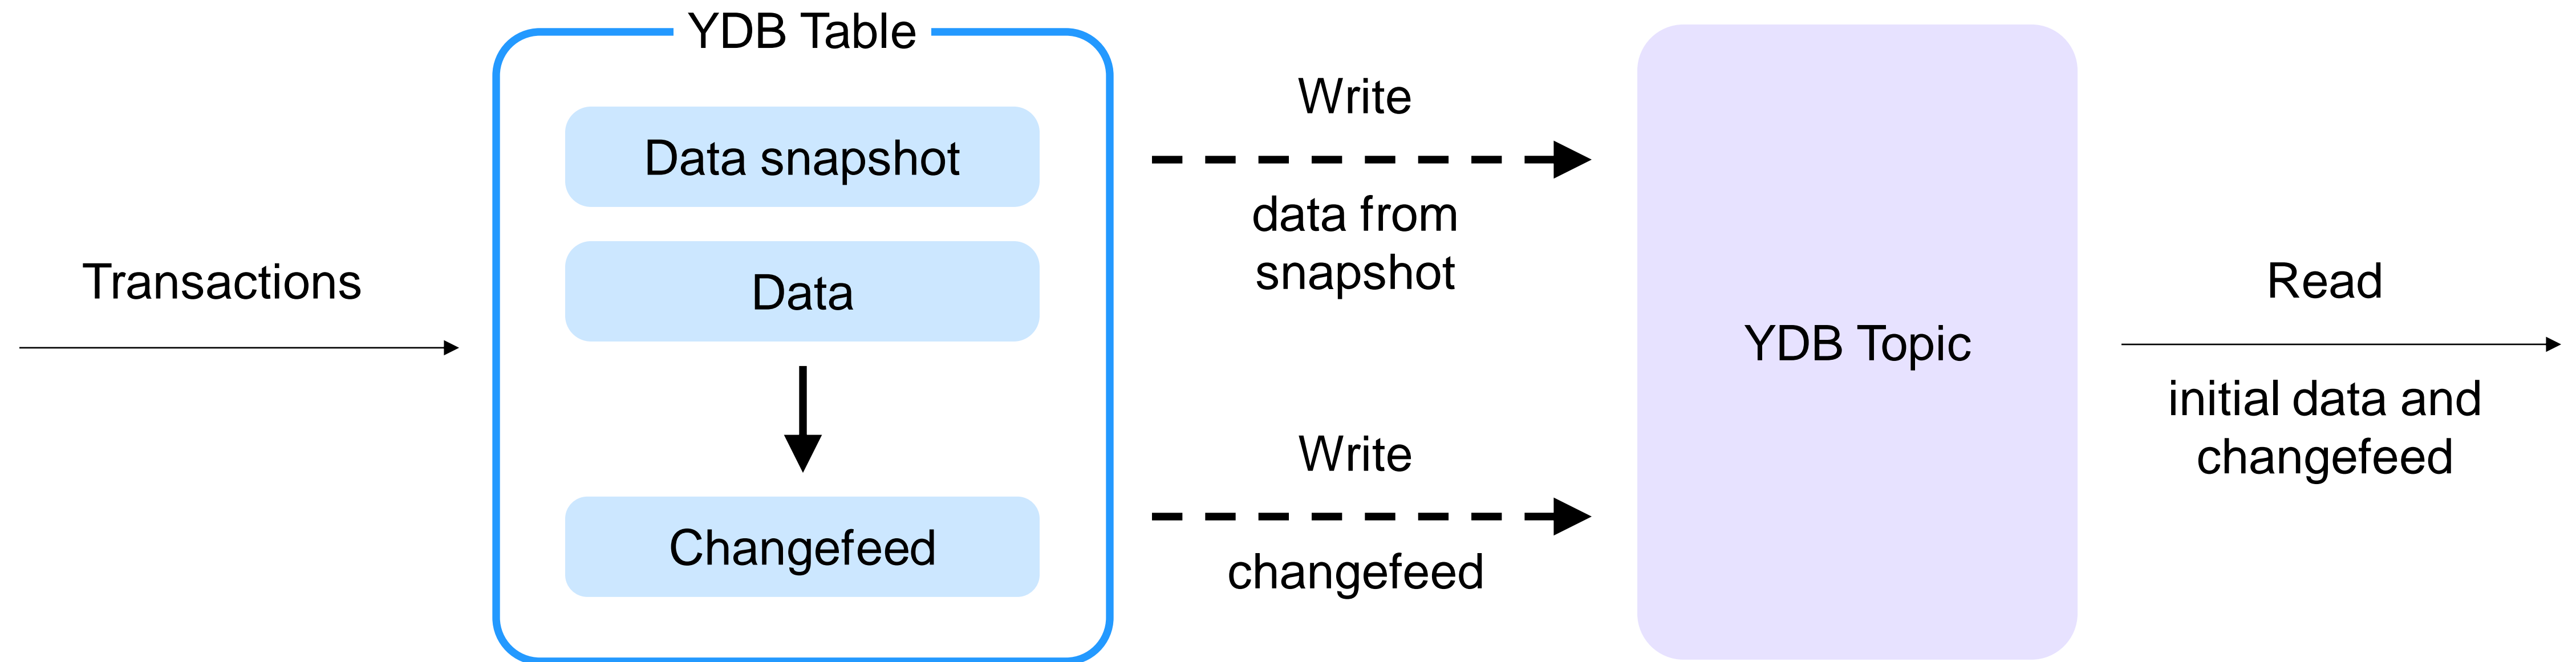 YDB Table
Data snapshot
Data
Changefeed
Transactions
Write
data from
snapshot
Write
changefeed
YDB Topic
Read
initial data and
changefeed